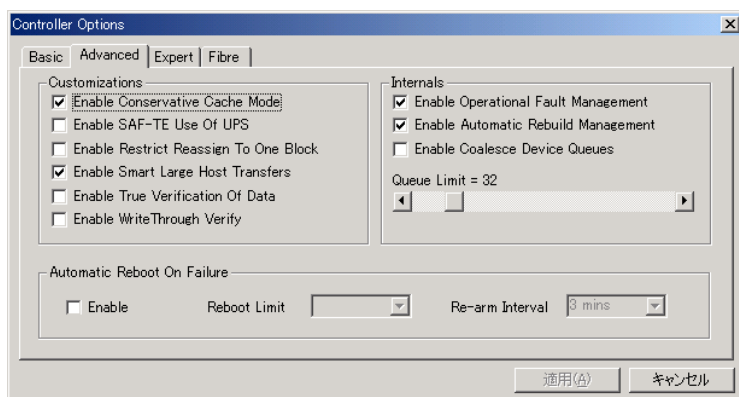 Controller Options
Basic Advanced Expert Fibre
Customizations
Enable Conservative Cache Mode
Enable SAF-TE Use Of UPS
Enable Restrict Reassign To One Block
Enable Smart Large Host Transfers
Enable True Verification Of Data
Enable WriteThrough Verify
Internals
Enable Operational Fault Management
Enable Automatic Rebuild Management
Enable Coalesce Device Queues
Queue Limit = 32
Automatic Reboot On Failure
Enable Reboot Limit Re-arm Interval 3 mins
適用(A) キャンセル